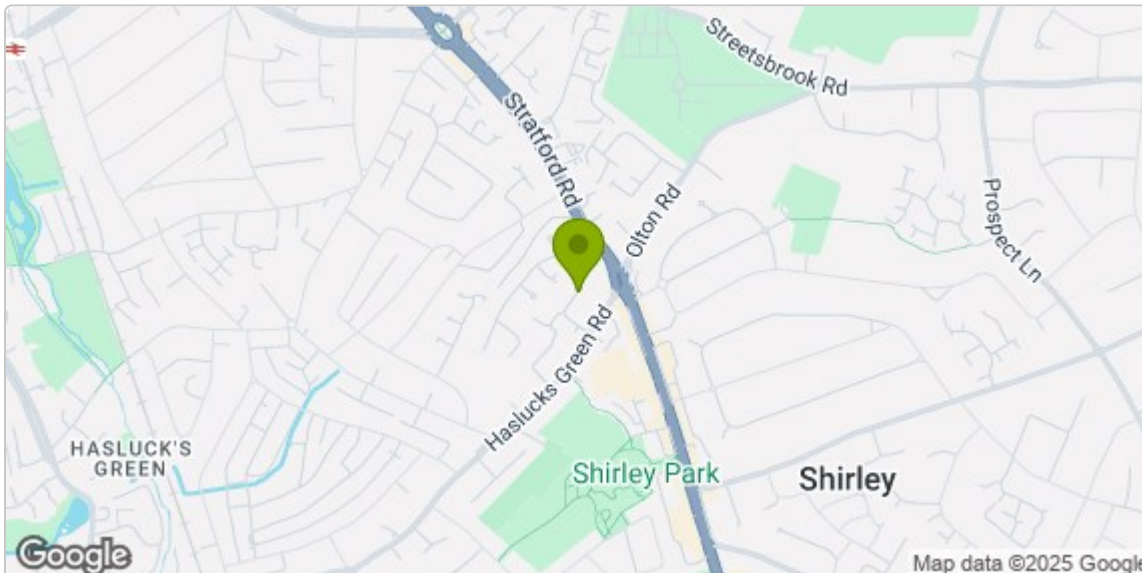 Streetsbrook Rd
Stratford Rd
Olton Rd
Prospect Ln
Haslucks Green Rd
HASLUCK'S
GREEN
Shirley Park
Shirley
Google
Map data ©2025 Google